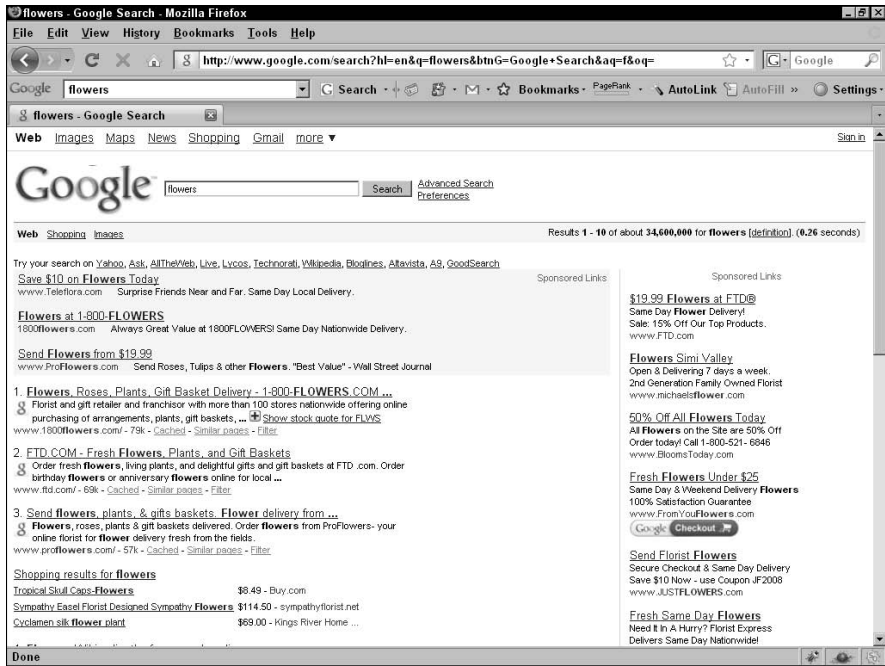 flowers - Google Search - Mozilla Firefox
File Edit View History Bookmarks Tools Help
http://www.google.com/search?hl=en&q=flowers&btnG=Google+Search&aq=f&oq=
G Google
Google flowers G Search Bookmarks PageRank AutoLink AutoFill » Settings
flowers - Google Search
Web Images Maps News Shopping Gmail more ▼ Sign in
Google flowers Search Advanced Search
Preferences
Web Shopping Images Results 1 - 10 of about 34,600,000 for flowers [definition]. (0.26 seconds)
Try your search on Yahoo, Ask, AllTheWeb, Live, Lycos, Technorati, Wikipedia, Bloglines, Altavista, A9, GoodSearch
Save $10 on Flowers Today Sponsored Links
www.Teleflora.com Surprise Friends Near and Far. Same Day Local Delivery.
Flowers at 1-800-FLOWERS
1800flowers.com Always Great Value at 1800FLOWERS! Same Day Nationwide Delivery.
Send Flowers from $19.99
www.ProFlowers.com Send Roses, Tulips & other Flowers. "Best Value" - Wall Street Journal
1. Flowers, Roses, Plants, Gift Basket Delivery - 1-800-FLOWERS.COM ...
Florist and gift retailer and franchisor with more than 100 stores nationwide offering online
purchasing of arrangements, plants, gift baskets, ... Show stock quote for FLWS
www.1800flowers.com/ - 79k - Cached - Similar pages - Filter
2. FTD.COM - Fresh Flowers, Plants, and Gift Baskets
Order fresh flowers, living plants, and delightful gifts and gift baskets at FTD .com. Order
birthday flowers or anniversary flowers online for local ...
www.ftd.com/ - 69k - Cached - Similar pages - Filter
3. Send flowers, plants, & gifts baskets. Flower delivery from ...
Flowers, roses, plants & gift baskets delivered. Order flowers from ProFlowers- your
online florist for flower delivery fresh from the fields.
www.proflowers.com/ - 57k - Cached - Similar pages - Filter
Shopping results for flowers
Tropical Skull Caps-Flowers $8.49 - Buy.com
Sympathy Easel Florist Designed Sympathy Flowers $114.50 - sympathyflorist.net
Cyclamen silk flower plant $69.00 - Kings River Home ...
Sponsored Links
$19.99 Flowers at FTD®
Same Day Flower Delivery!
Sale: 15% Off Our Top Products.
www.FTD.com
Flowers Simi Valley
Open & Delivering 7 days a week.
2nd Generation Family Owned Florist
www.michaelsflower.com
50% Off All Flowers Today
All Flowers on the Site are 50% Off
Order today! Call 1-800-521- 6846
www.BloomsToday.com
Fresh Flowers Under $25
Same Day & Weekend Delivery Flowers
100% Satisfaction Guarantee
www.FromYouFlowers.com
Google Checkout
Send Florist Flowers
Secure Checkout & Same Day Delivery
Save $10 Now - use Coupon JF2008
www.JUSTFLOWERS.com
Fresh Same Day Flowers
Need It In A Hurry? Florist Express
Delivers Same Day Nationwide!
Done